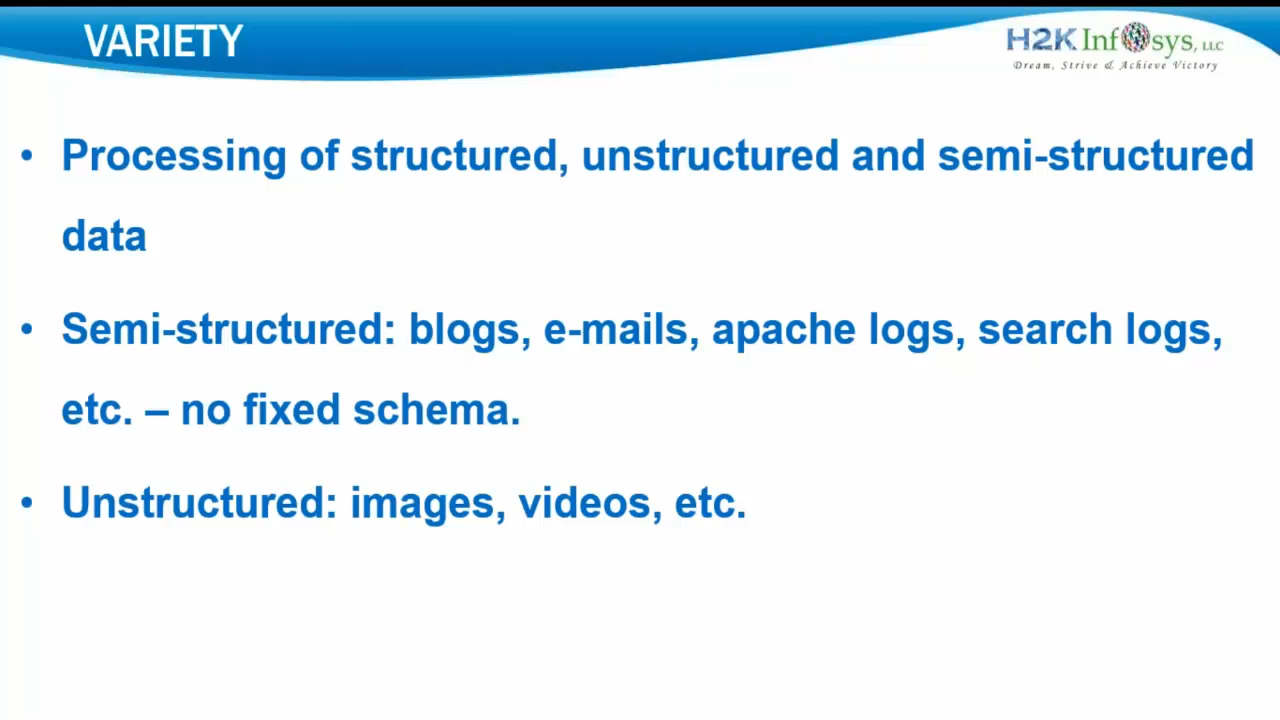 VARIETY
H2K Infosys, LLC
Dream, Strive & Achieve Victory
• Processing of structured, unstructured and semi-structured
data
• Semi-structured: blogs, e-mails, apache logs, search logs,
etc. – no fixed schema.
• Unstructured: images, videos, etc.